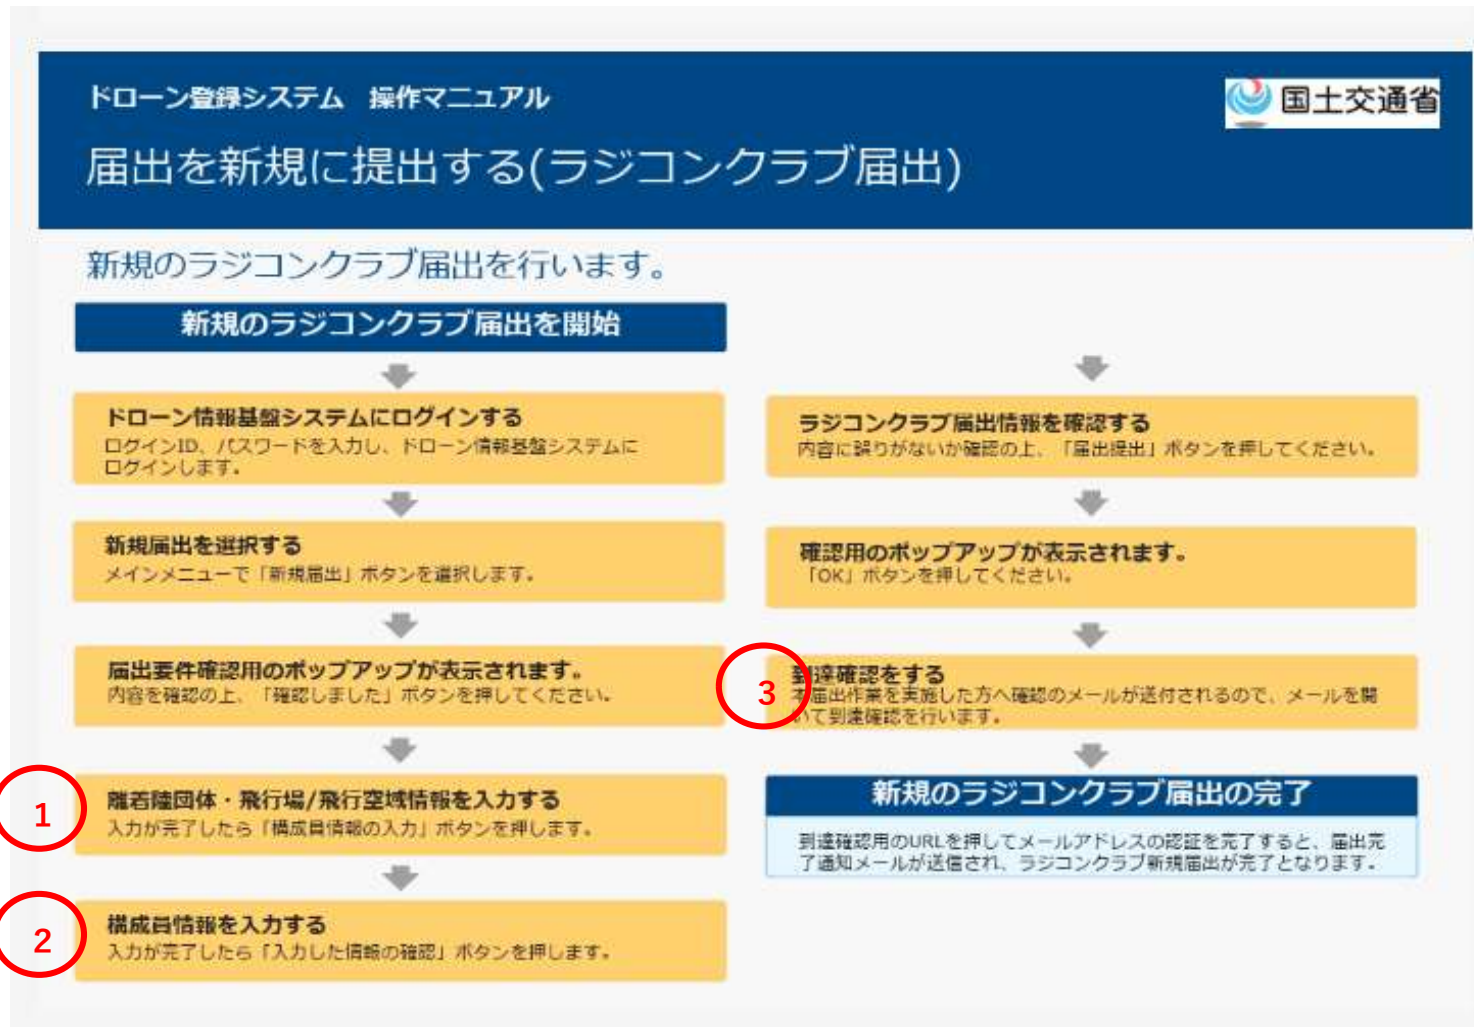 ドローン登録システム　操作マニュアル
国土交通省
届出を新規に提出する(ラジコンクラブ届出)
新規のラジコンクラブ届出を行います。
新規のラジコンクラブ届出を開始
ドローン情報基盤システムにログインする
ログインID、パスワードを入力し、ドローン情報基盤システムに
ログインします。
新規届出を選択する
メインメニューで「新規届出」ボタンを選択します。
届出要件確認用のポップアップが表示されます。
内容を確認の上、「確認しました」ボタンを押してください。
1
離着陸団体・飛行場/飛行空域情報を入力する
入力が完了したら「構成員情報の入力」ボタンを押します。
2
構成員情報を入力する
入力が完了したら「入力した情報の確認」ボタンを押します。
ラジコンクラブ届出情報を確認する
内容に誤りがないか確認の上、「届出提出」ボタンを押してください。
確認用のポップアップが表示されます。
「OK」ボタンを押してください。
3
到達確認をする
本届出作業を実施した方へ確認のメールが送付されるので、メールを開
いて到達確認を行います。
新規のラジコンクラブ届出の完了
到達確認用のURLを押してメールアドレスの認証を完了すると、届出完
了通知メールが送信され、ラジコンクラブ新規届出が完了となります。